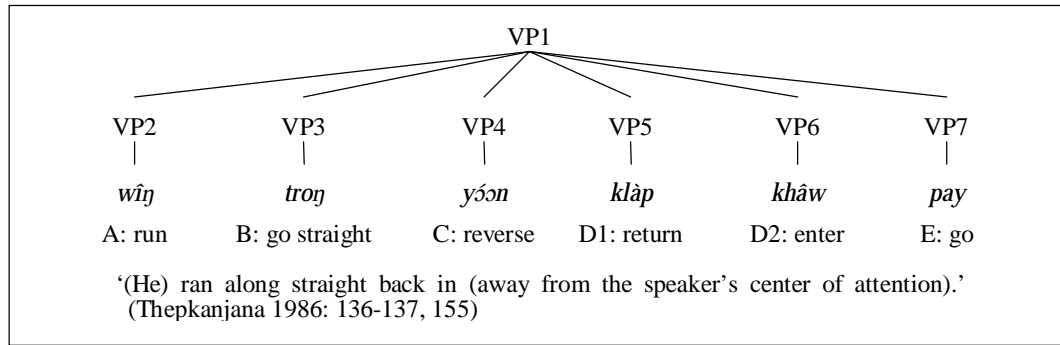 VP1
VP2 VP3 VP4 VP5 VP6 VP7
wîŋ troŋ yɔ́ɔn klàp khâw pay
A: run B: go straight C: reverse D1: return D2: enter E: go
‘(He) ran along straight back in (away from the speaker’s center of attention).’
(Thepkanjana 1986: 136-137, 155)